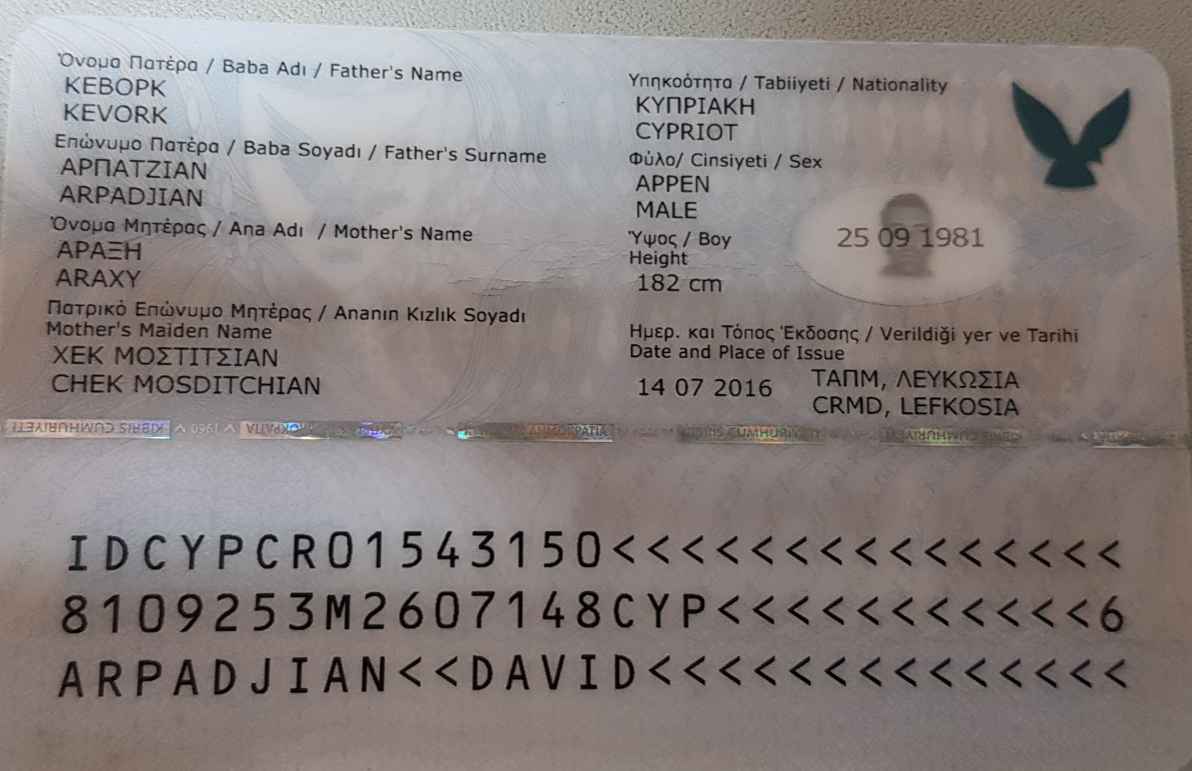 Όνομα Πατέρα / Baba Adı / Father's Name
ΚΕΒΟΡΚ
KEVORK
Επώνυμο Πατέρα / Baba Soyadı / Father's Surname
ΑΡΠΑΤΖΙΑΝ
ARPADJIAN
Όνομα Μητέρας / Ana Adı / Mother's Name
ΑΡΑΞΗ
ARAXY
Πατρικό Επώνυμο Μητέρας / Ananın Kızlık Soyadı
Mother's Maiden Name
ΧΕΚ ΜΟΣΤΙΤΣΙΑΝ
CHEK MOSDITCHIAN
Υπηκοότητα / Tabiiyeti / Nationality
ΚΥΠΡΙΑΚΗ
CYPRIOT
Φύλο/ Cinsiyeti / Sex
ΑΡΡΕΝ
MALE
Ύψος / Boy
Height
182 cm
25 09 1981
Ημερ. και Τόπος Έκδοσης / Verildiği yer ve Tarihi
Date and Place of Issue
14 07 2016
ΤΑΠΜ, ΛΕΥΚΩΣΙΑ
CRMD, LEFKOSIA
KIBRIS CUMHURİYETİ
IDCYPCR01543150<<<<<<<<<<<<<<<
8109253M2607148CYP<<<<<<<<<<<6
ARPADJIAN<<DAVID<<<<<<<<<<<<<<